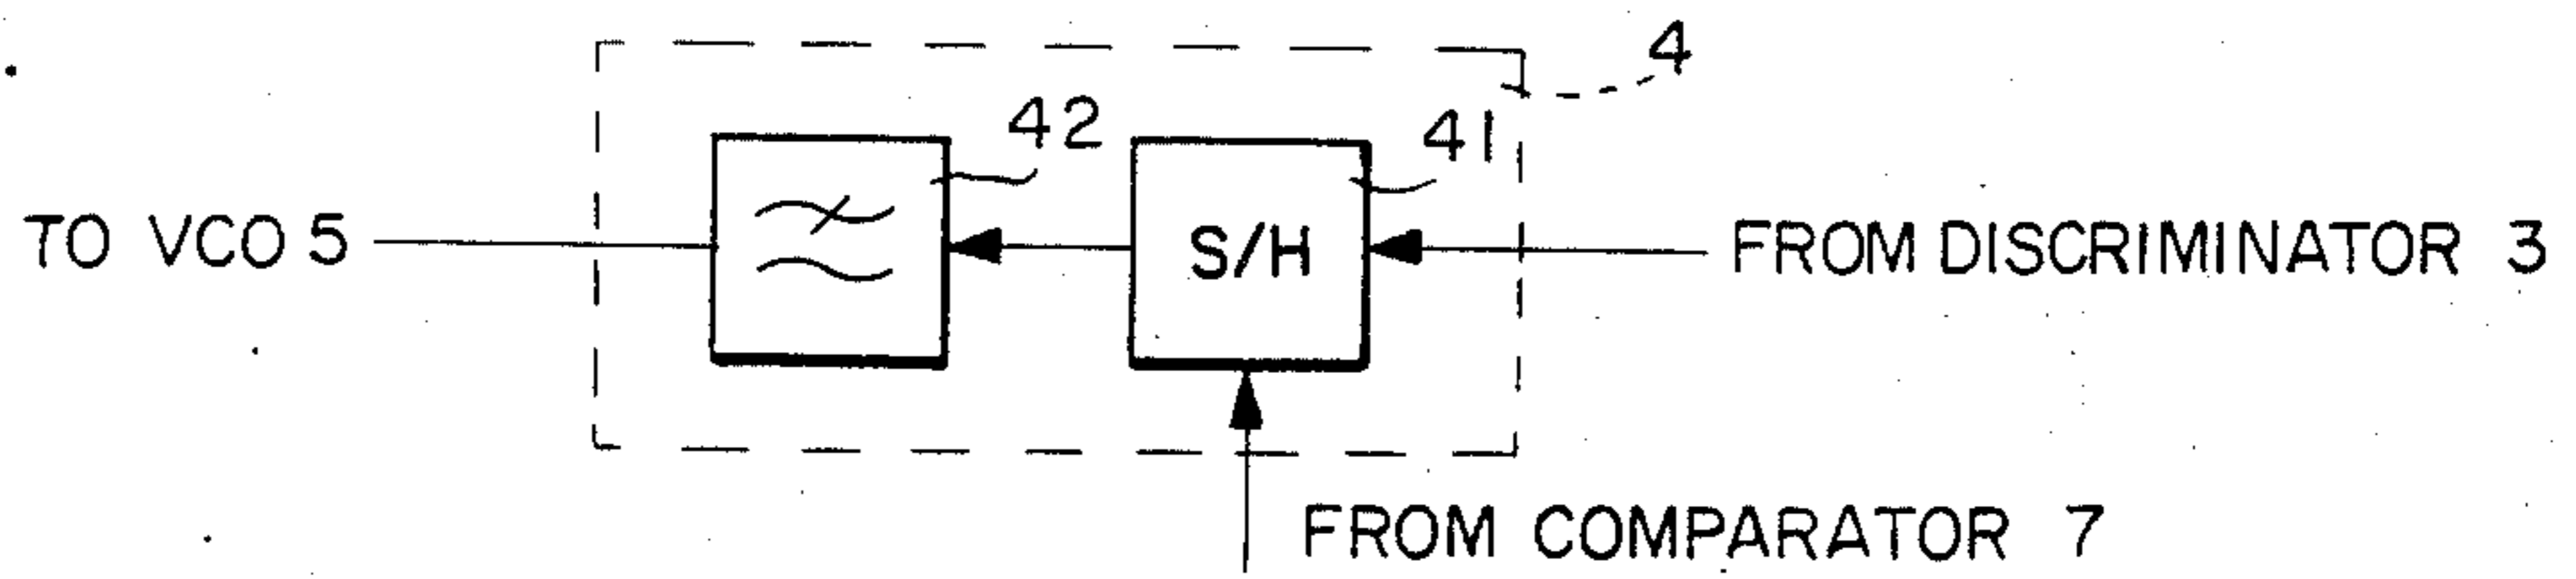 4
42
41
TO VCO 5
S/H
FROM DISCRIMINATOR 3
FROM COMPARATOR 7